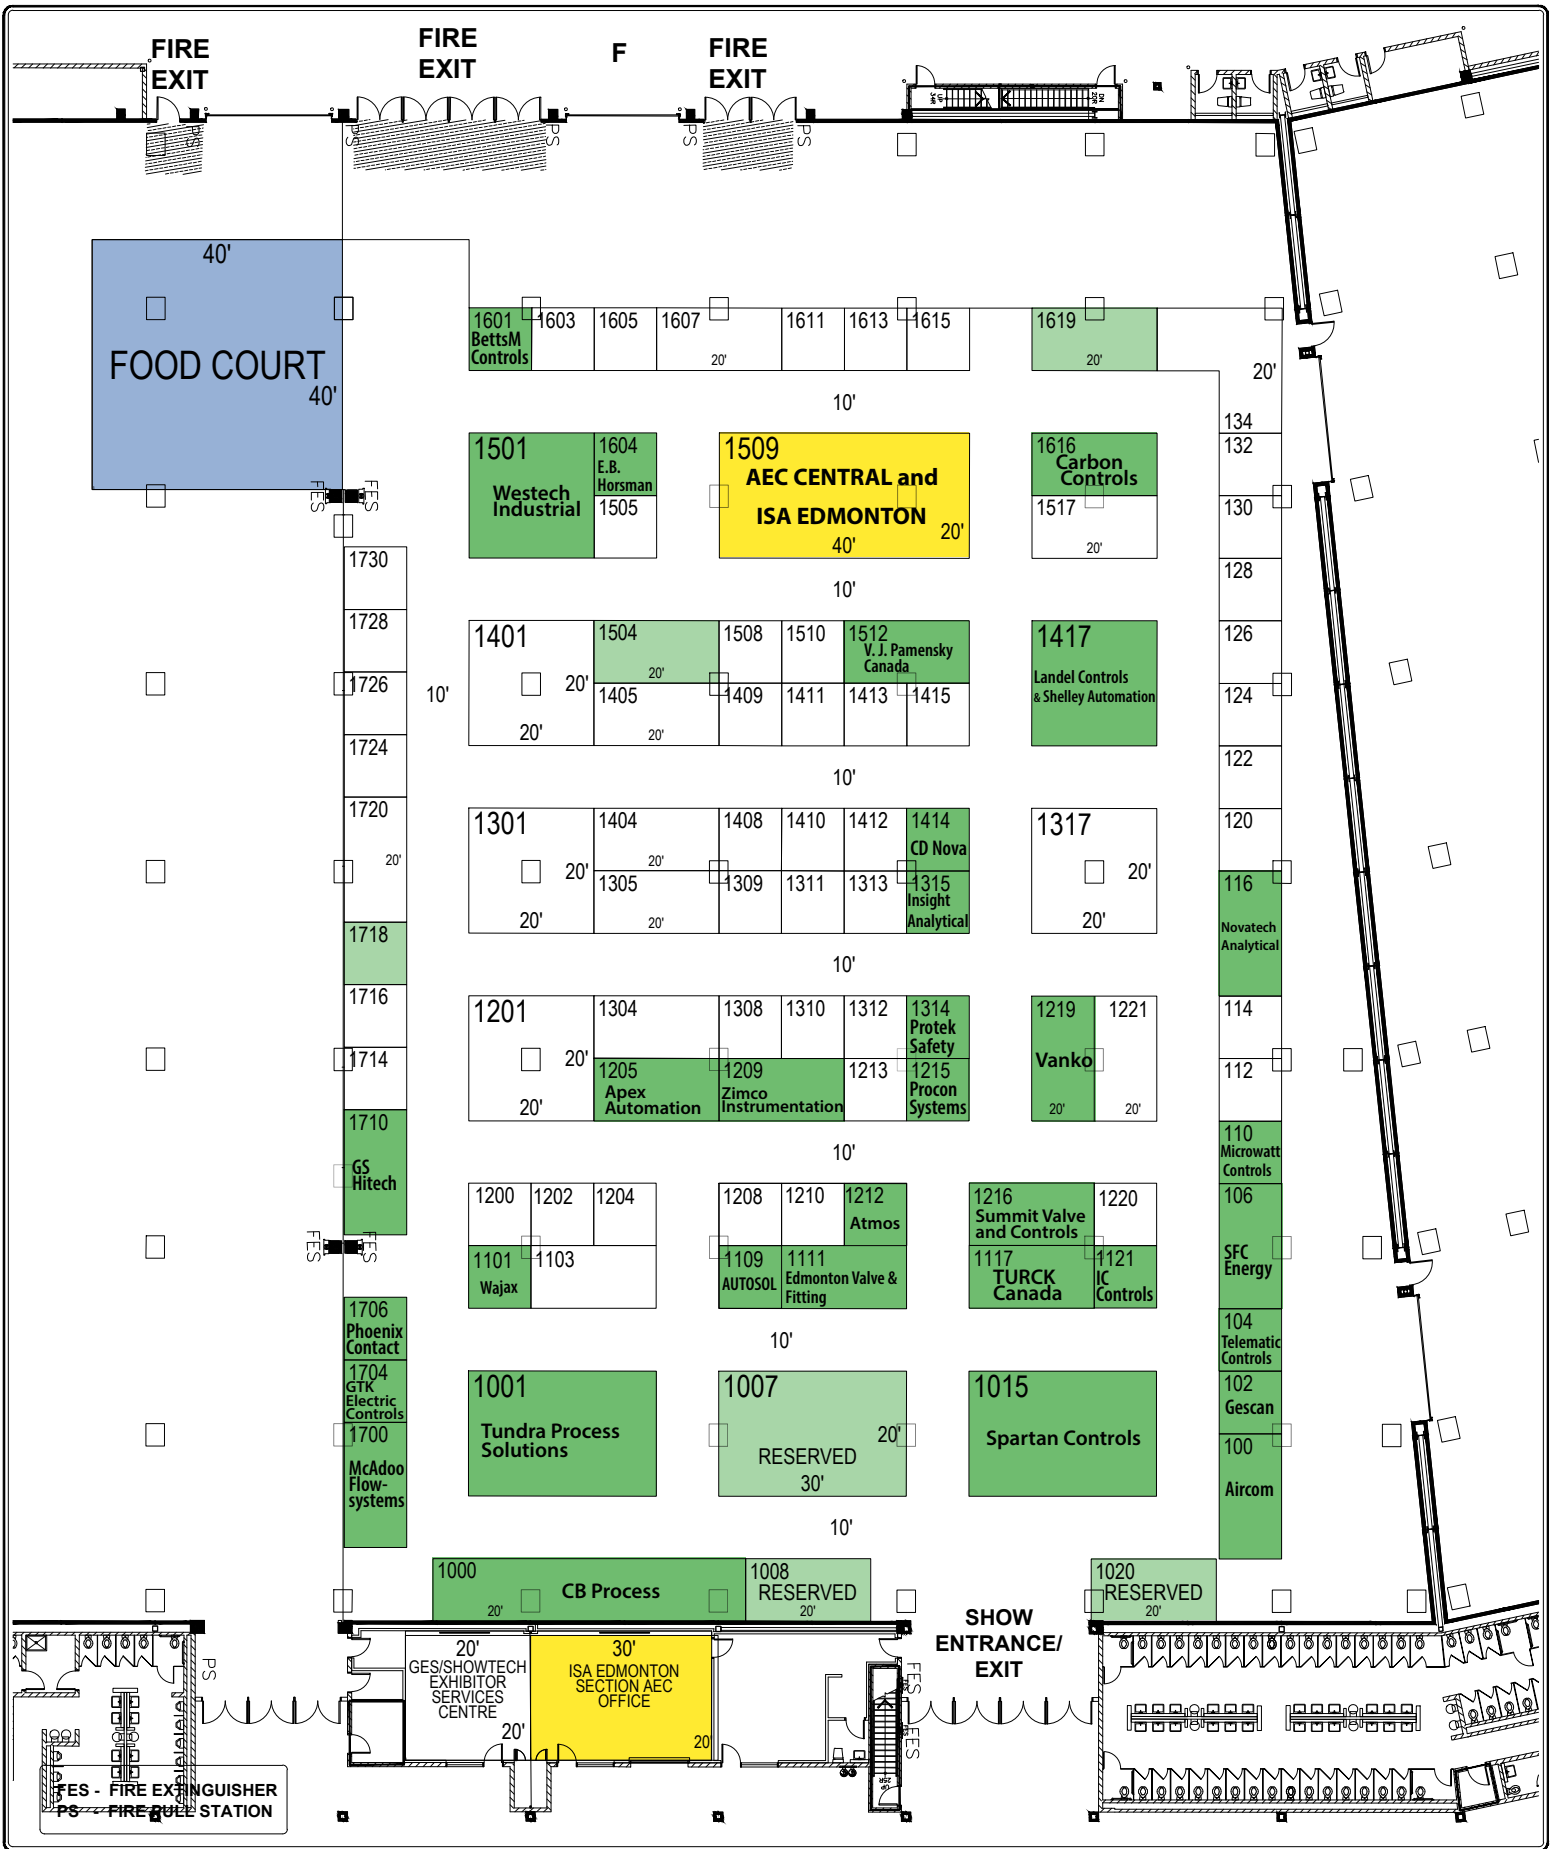 FIRE
EXIT
FIRE
EXIT
F
FIRE
EXIT
UP
34R
DN
20R
PS
PS
PS
PS
PS
40'
FOOD COURT
40'
1601
BettsM
Controls
1603
1605
1607
20'
1611
1613
1615
1619
20'
20'
10'
134
1501
Westech
Industrial
1604
E.B.
Horsman
1505
1509
AEC CENTRAL and
ISA EDMONTON
20'
40'
1616
Carbon
Controls
1517
20'
132
130
FES
FES
10'
1730
128
1728
1401
20'
20'
1504
20'
1508
1510
1512
V. J. Pamensky
Canada
1417
Landel Controls
& Shelley Automation
126
1726
10'
1405
20'
1409
1411
1413
1415
124
1724
10'
122
1720
20'
1301
20'
20'
1404
20'
1408
1410
1412
1414
CD Nova
1317
20'
20'
120
1305
20'
1309
1311
1313
1315
Insight
Analytical
116
Novatech
Analytical
1718
10'
1716
1201
20'
20'
1304
1308
1310
1312
1314
Protek
Safety
1219
Vanko
20'
1221
20'
114
1714
1205
Apex
Automation
1209
Zimco
Instrumentation
1213
1215
Procon
Systems
112
1710
GS
Hitech
10'
110
Microwatt
Controls
1200
1202
1204
1208
1210
1212
Atmos
1216
Summit Valve
and Controls
1220
106
SFC
Energy
FES
FES
1101
Wajax
1103
1109
AUTOSOL
1111
Edmonton Valve &
Fitting
1117
TURCK
Canada
1121
IC
Controls
1706
Phoenix
Contact
10'
104
Telematic
Controls
1704
GTK
Electric
Controls
1001
Tundra Process
Solutions
1007
20'
RESERVED
30'
1015
Spartan Controls
102
Gescan
1700
McAdoo
Flow-
systems
100
Aircom
10'
1000
CB Process
20'
1008
RESERVED
20'
1020
RESERVED
20'
SHOW
ENTRANCE/
EXIT
PS
20'
GES/SHOWTECH
EXHIBITOR
SERVICES
CENTRE
20'
30'
ISA EDMONTON
SECTION AEC
OFFICE
20'
FES
FES
UP
25R
FES - FIRE EXTINGUISHER
PS - FIRE PULL STATION